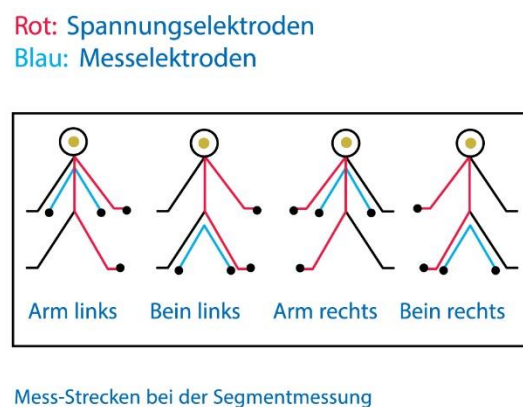 Rot: Spannungselektroden
Blau: Messelektroden
Arm links Bein links Arm rechts Bein rechts
Mess-Strecken bei der Segmentmessung